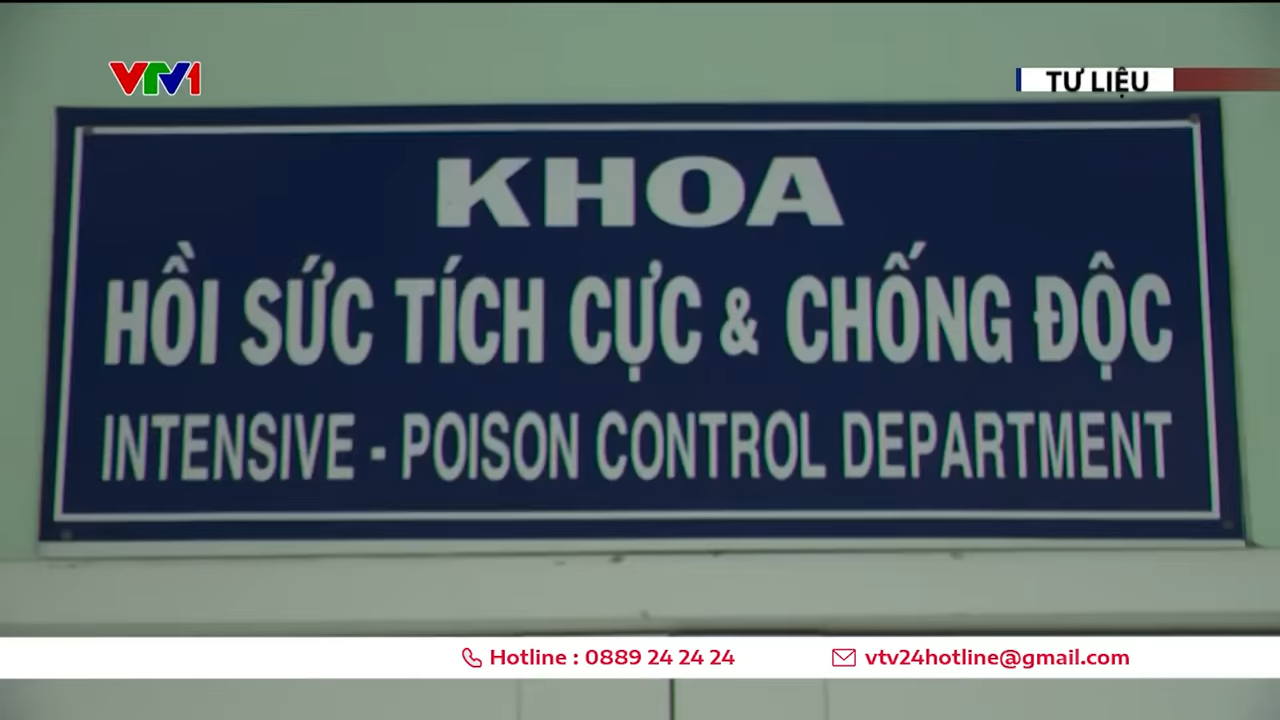 VTV1
TƯ LIỆU
KHOA
HỒI SỨC TÍCH CỰC & CHỐNG ĐỘC
INTENSIVE - POISON CONTROL DEPARTMENT
Hotline : 0889 24 24 24
vtv24hotline@gmail.com